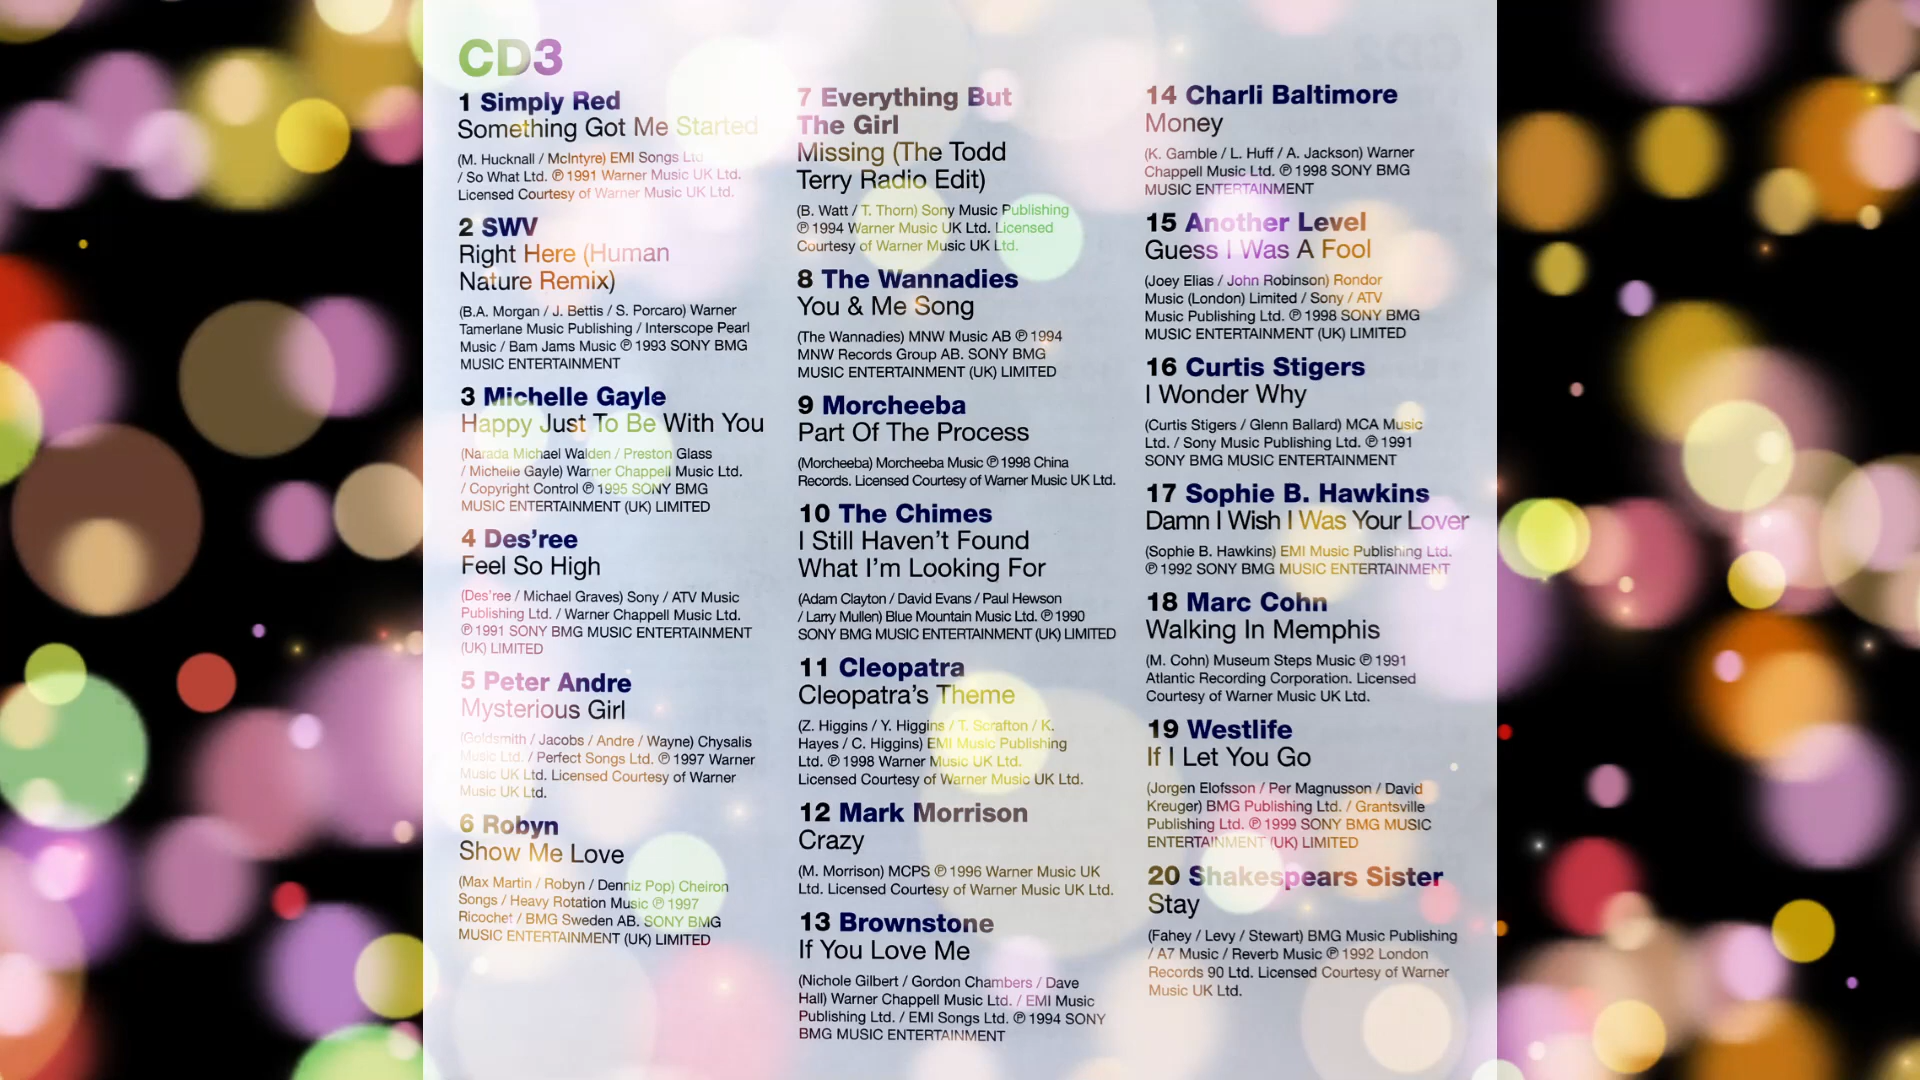 CD3
1 Simply Red
Something Got Me Started
(M. Hucknall / McIntyre) EMI Songs Ltd
/ So What Ltd. ℗ 1991 Warner Music UK Ltd.
Licensed Courtesy of Warner Music UK Ltd.
2 SWV
Right Here (Human
Nature Remix)
(B.A. Morgan / J. Bettis / S. Porcaro) Warner
Tamerlane Music Publishing / Interscope Pearl
Music / Bam Jams Music ℗ 1993 SONY BMG
MUSIC ENTERTAINMENT
3 Michelle Gayle
Happy Just To Be With You
(Narada Michael Walden / Preston Glass
/ Michelle Gayle) Warner Chappell Music Ltd.
/ Copyright Control ℗ 1995 SONY BMG
MUSIC ENTERTAINMENT (UK) LIMITED
4 Des'ree
Feel So High
(Des'ree / Michael Graves) Sony / ATV Music
Publishing Ltd. / Warner Chappell Music Ltd.
℗ 1991 SONY BMG MUSIC ENTERTAINMENT
(UK) LIMITED
5 Peter Andre
Mysterious Girl
(Goldsmith / Jacobs / Andre / Wayne) Chysalis
Music Ltd. / Perfect Songs Ltd. ℗ 1997 Warner
Music UK Ltd. Licensed Courtesy of Warner
Music UK Ltd.
6 Robyn
Show Me Love
(Max Martin / Robyn / Denniz Pop) Cheiron
Songs / Heavy Rotation Music ℗ 1997
Ricochet / BMG Sweden AB. SONY BMG
MUSIC ENTERTAINMENT (UK) LIMITED
7 Everything But
The Girl
Missing (The Todd
Terry Radio Edit)
(B. Watt / T. Thorn) Sony Music Publishing
℗ 1994 Warner Music UK Ltd. Licensed
Courtesy of Warner Music UK Ltd.
8 The Wannadies
You & Me Song
(The Wannadies) MNW Music AB ℗ 1994
MNW Records Group AB. SONY BMG
MUSIC ENTERTAINMENT (UK) LIMITED
9 Morcheeba
Part Of The Process
(Morcheeba) Morcheeba Music ℗ 1998 China
Records. Licensed Courtesy of Warner Music UK Ltd.
10 The Chimes
I Still Haven't Found
What I'm Looking For
(Adam Clayton / David Evans / Paul Hewson
/ Larry Mullen) Blue Mountain Music Ltd. ℗ 1990
SONY BMG MUSIC ENTERTAINMENT (UK) LIMITED
11 Cleopatra
Cleopatra's Theme
(Z. Higgins / Y. Higgins / T. Scrafton / K.
Hayes / C. Higgins) EMI Music Publishing
Ltd. ℗ 1998 Warner Music UK Ltd.
Licensed Courtesy of Warner Music UK Ltd.
12 Mark Morrison
Crazy
(M. Morrison) MCPS ℗ 1996 Warner Music UK
Ltd. Licensed Courtesy of Warner Music UK Ltd.
13 Brownstone
If You Love Me
(Nichole Gilbert / Gordon Chambers / Dave
Hall) Warner Chappell Music Ltd. / EMI Music
Publishing Ltd. / EMI Songs Ltd. ℗ 1994 SONY
BMG MUSIC ENTERTAINMENT
14 Charli Baltimore
Money
(K. Gamble / L. Huff / A. Jackson) Warner
Chappell Music Ltd. ℗ 1998 SONY BMG
MUSIC ENTERTAINMENT
15 Another Level
Guess I Was A Fool
(Joey Elias / John Robinson) Rondor
Music (London) Limited / Sony / ATV
Music Publishing Ltd. ℗ 1998 SONY BMG
MUSIC ENTERTAINMENT (UK) LIMITED
16 Curtis Stigers
I Wonder Why
(Curtis Stigers / Glenn Ballard) MCA Music
Ltd. / Sony Music Publishing Ltd. ℗ 1991
SONY BMG MUSIC ENTERTAINMENT
17 Sophie B. Hawkins
Damn I Wish I Was Your Lover
(Sophie B. Hawkins) EMI Music Publishing Ltd.
℗ 1992 SONY BMG MUSIC ENTERTAINMENT
18 Marc Cohn
Walking In Memphis
(M. Cohn) Museum Steps Music ℗ 1991
Atlantic Recording Corporation. Licensed
Courtesy of Warner Music UK Ltd.
19 Westlife
If I Let You Go
(Jorgen Elofsson / Per Magnusson / David
Kreuger) BMG Publishing Ltd. / Grantsville
Publishing Ltd. ℗ 1999 SONY BMG MUSIC
ENTERTAINMENT (UK) LIMITED
20 Shakespears Sister
Stay
(Fahey / Levy / Stewart) BMG Music Publishing
/ A7 Music / Reverb Music ℗ 1992 London
Records 90 Ltd. Licensed Courtesy of Warner
Music UK Ltd.